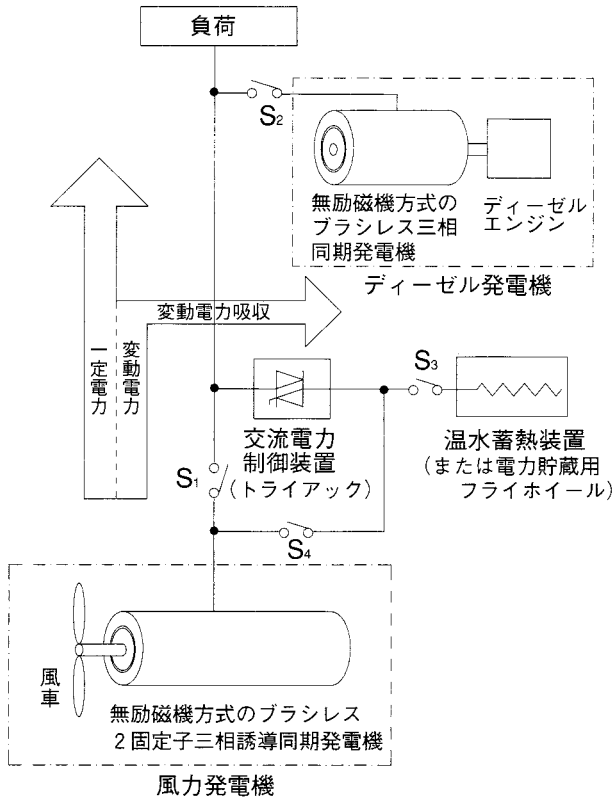 負荷
S₂
無励磁機方式の
ブラシレス三相
同期発電機
ディーゼル
エンジン
ディーゼル発電機
変動電力吸収
一定電力
変動電力
S₃
交流電力
制御装置
(トライアック)
温水蓄熱装置
(または電力貯蔵用
フライホイール)
S₁
S₄
風車
無励磁機方式のブラシレス
2固定子三相誘導同期発電機
風力発電機